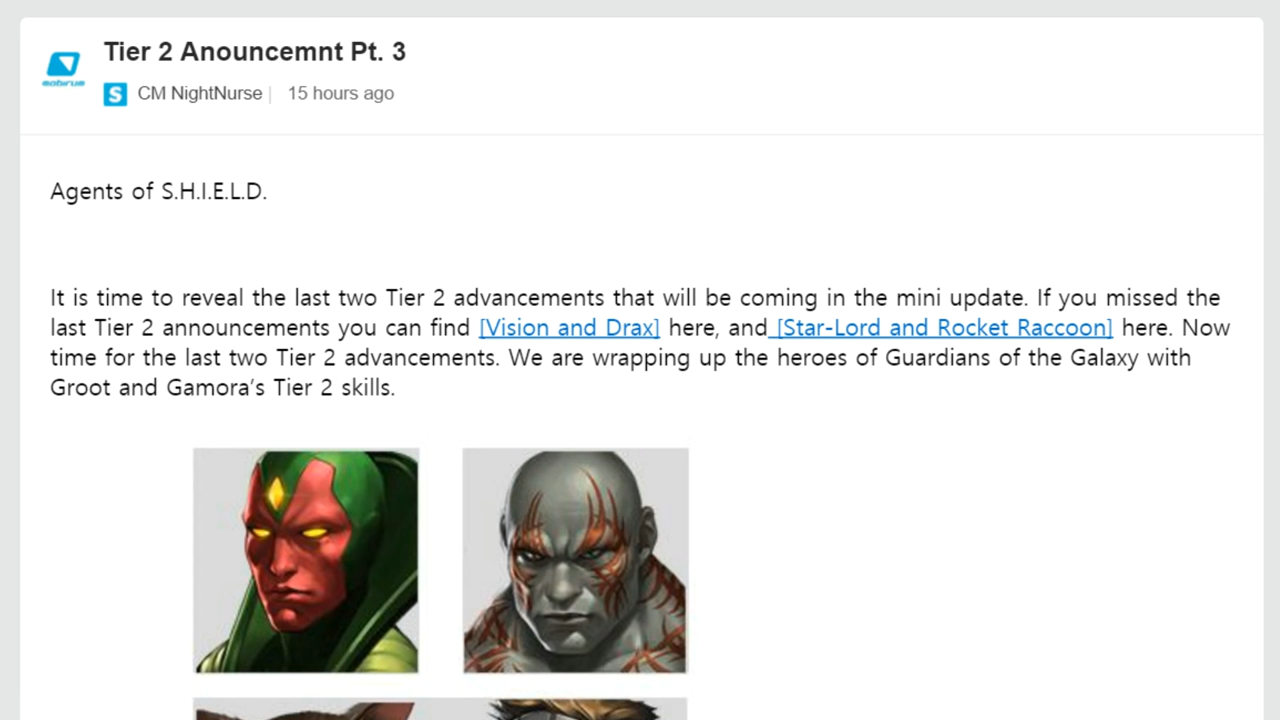 Tier 2 Anouncemnt Pt. 3
S CM NightNurse | 15 hours ago
Agents of S.H.I.E.L.D.
It is time to reveal the last two Tier 2 advancements that will be coming in the mini update. If you missed the
last Tier 2 announcements you can find [Vision and Drax] here, and [Star-Lord and Rocket Raccoon] here. Now
time for the last two Tier 2 advancements. We are wrapping up the heroes of Guardians of the Galaxy with
Groot and Gamora’s Tier 2 skills.